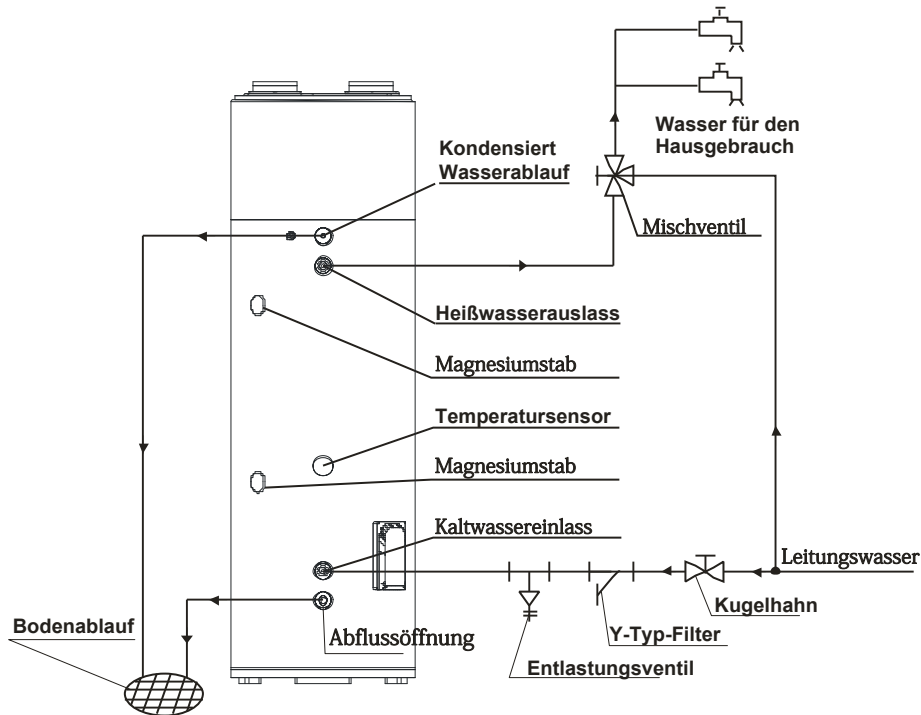 Wasser für den
Hausgebrauch
Kondensiert
Wasserablauf
Mischventil
Heißwasserauslass
Magnesiumstab
Temperatursensor
Magnesiumstab
Kaltwassereinlass
Leitungswasser
Kugelhahn
Bodenablauf
Abflussöffnung
Y-Typ-Filter
Entlastungsventil